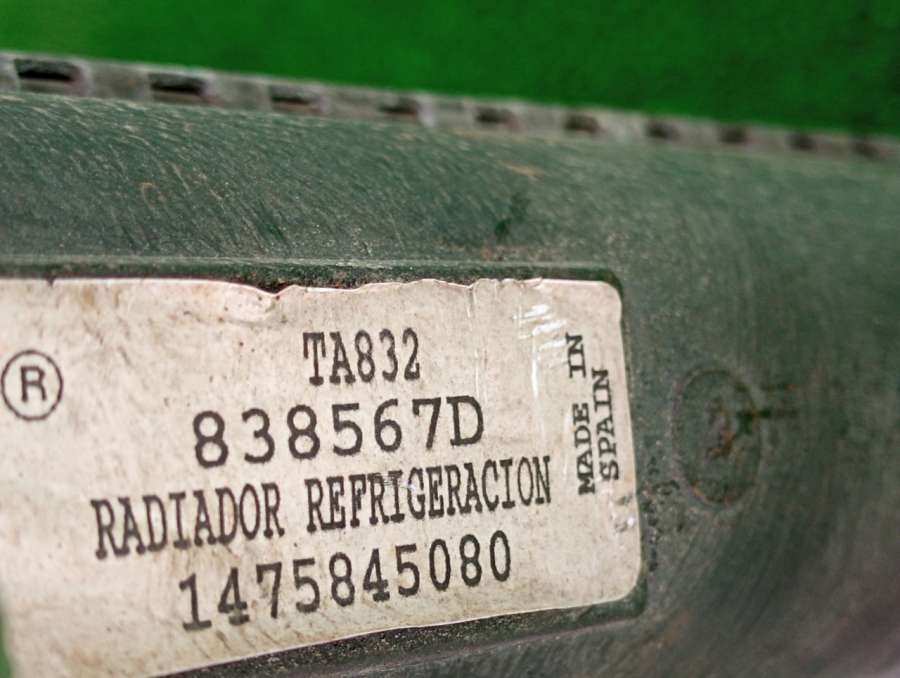 ®
TA832
838567D
RADIADOR REFRIGERACION
1475845080
MADE IN
SPAIN